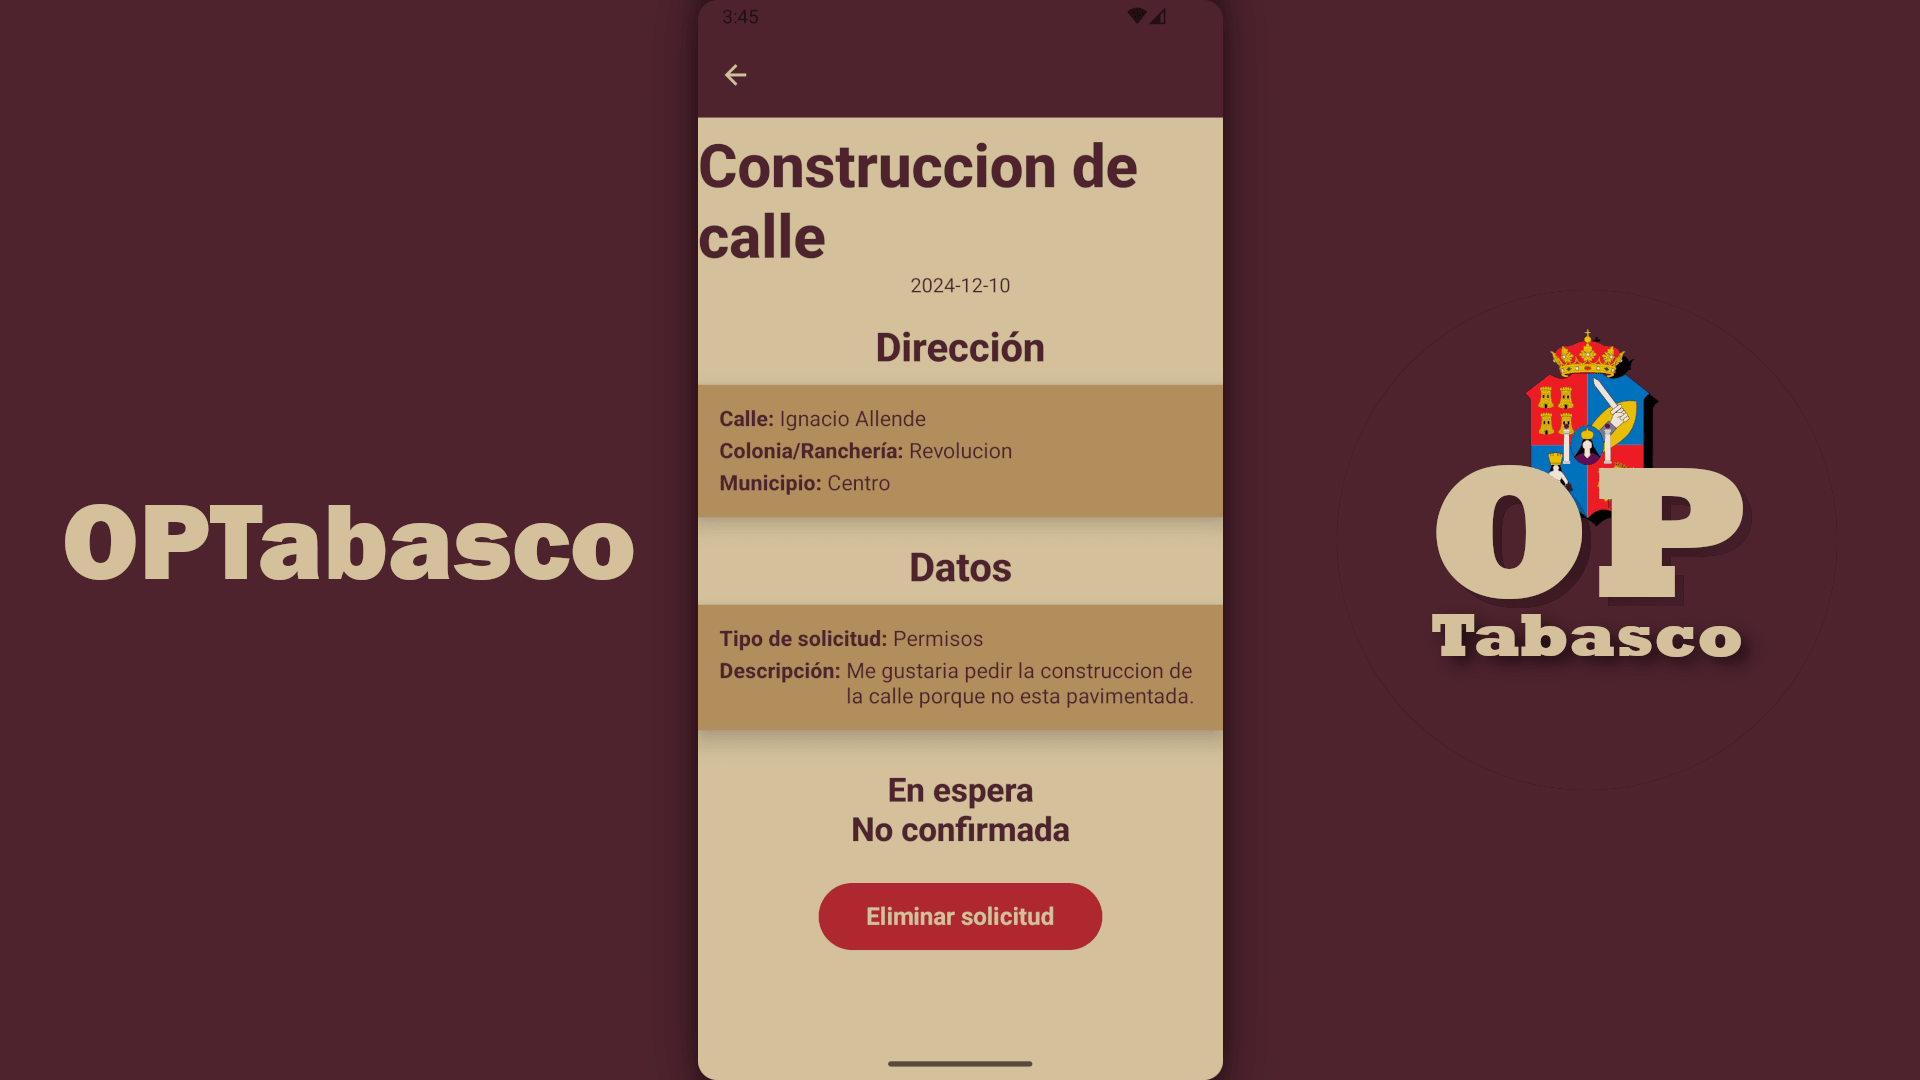 3:45
Construccion de
calle
2024-12-10
Dirección
Calle: Ignacio Allende
Colonia/Ranchería: Revolucion
Municipio: Centro
Datos
Tipo de solicitud: Permisos
Descripción: Me gustaria pedir la construccion de
la calle porque no esta pavimentada.
En espera
No confirmada
Eliminar solicitud
OPTabasco
OP
Tabasco